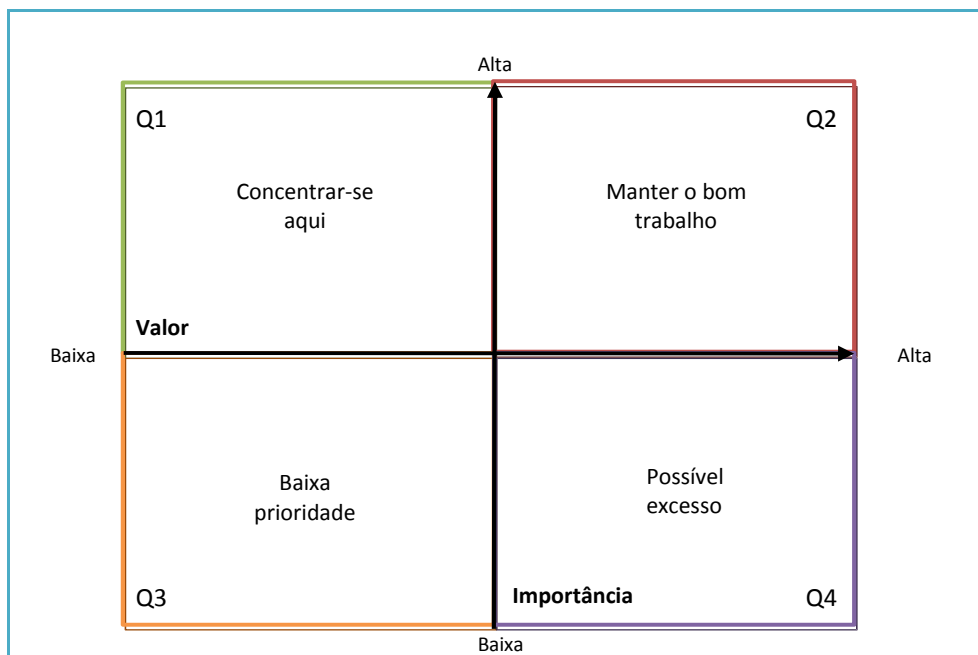 Alta
Q1
Q2
Concentrar-se
aqui
Manter o bom
trabalho
Valor
Baixa
Alta
Baixa
prioridade
Possível
excesso
Q3
Importância
Q4
Baixa